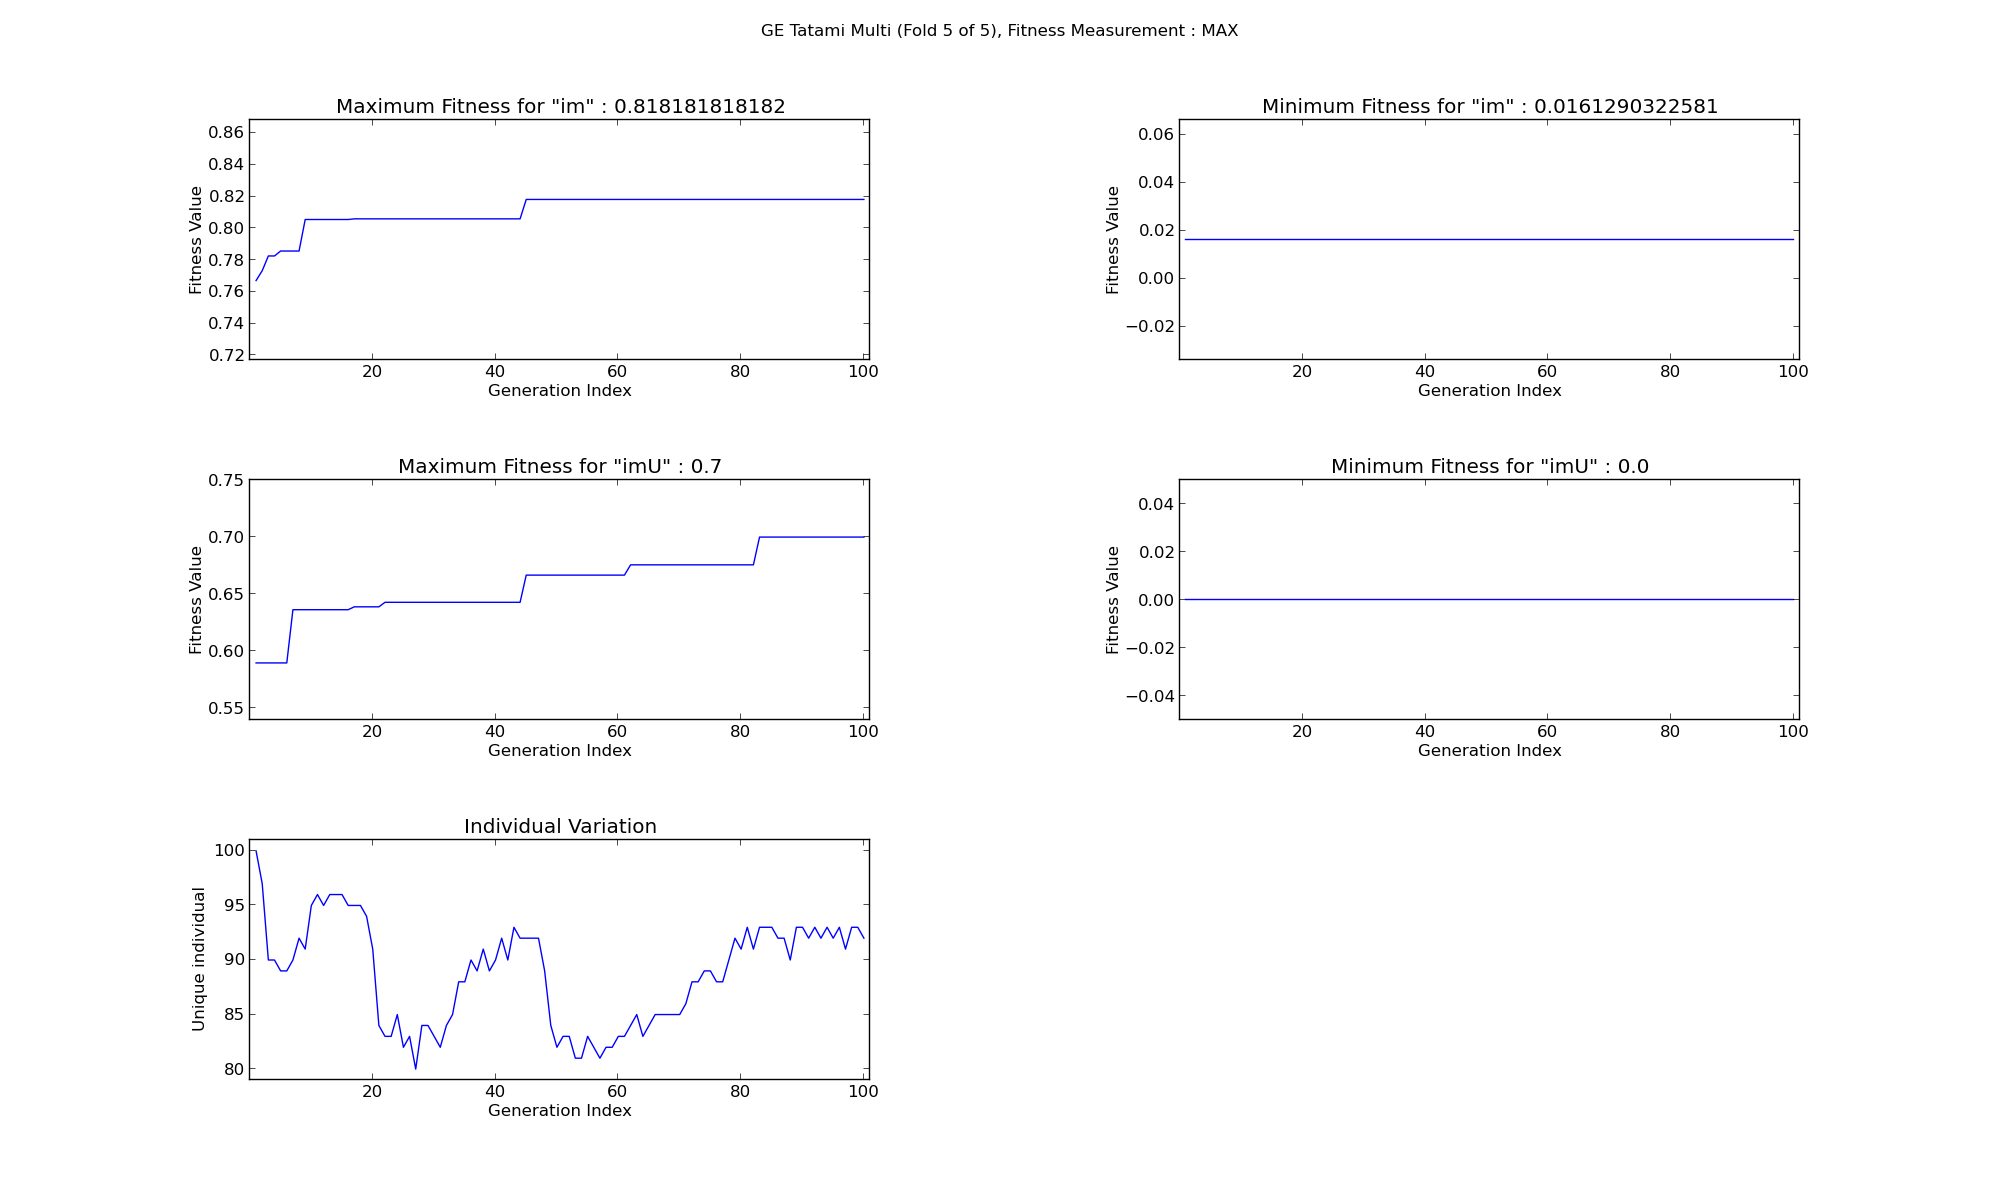 GE Tatami Multi (Fold 5 of 5), Fitness Measurement : MAX
Maximum Fitness for "im" : 0.818181818182
0.86
0.84
0.82
0.80
0.78
0.76
0.74
0.72
Fitness Value
20 40 60 80 100
Generation Index
Minimum Fitness for "im" : 0.0161290322581
0.06
0.04
0.02
0.00
−0.02
Fitness Value
20 40 60 80 100
Generation Index
Maximum Fitness for "imU" : 0.7
0.75
0.70
0.65
0.60
0.55
Fitness Value
20 40 60 80 100
Generation Index
Minimum Fitness for "imU" : 0.0
0.04
0.02
0.00
−0.02
−0.04
Fitness Value
20 40 60 80 100
Generation Index
Individual Variation
100
95
90
85
80
Unique individual
20 40 60 80 100
Generation Index